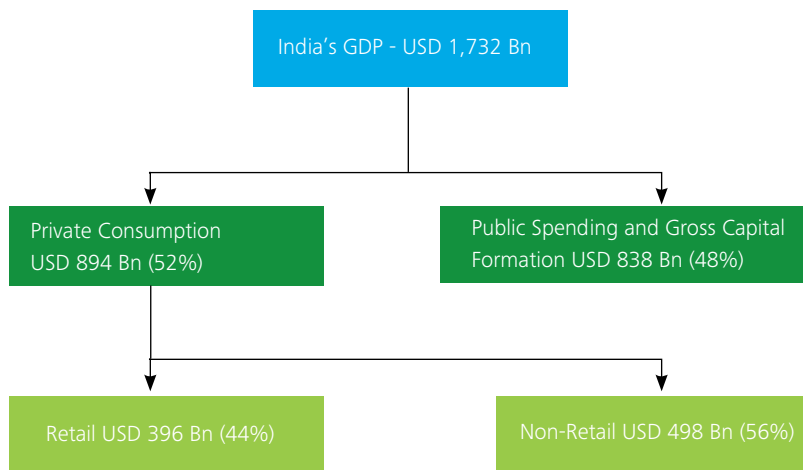 India’s GDP - USD 1,732 Bn
Private Consumption
USD 894 Bn (52%)
Public Spending and Gross Capital
Formation USD 838 Bn (48%)
Retail USD 396 Bn (44%)
Non-Retail USD 498 Bn (56%)